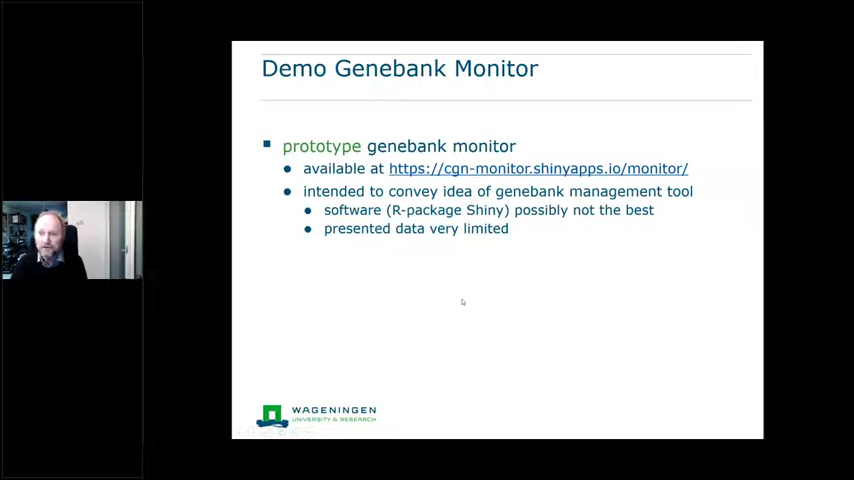 Demo Genebank Monitor
prototype genebank monitor
available at https://cgn-monitor.shinyapps.io/monitor/
intended to convey idea of genebank management tool
software (R-package Shiny) possibly not the best
presented data very limited
WAGENINGEN
UNIVERSITY & RESEARCH